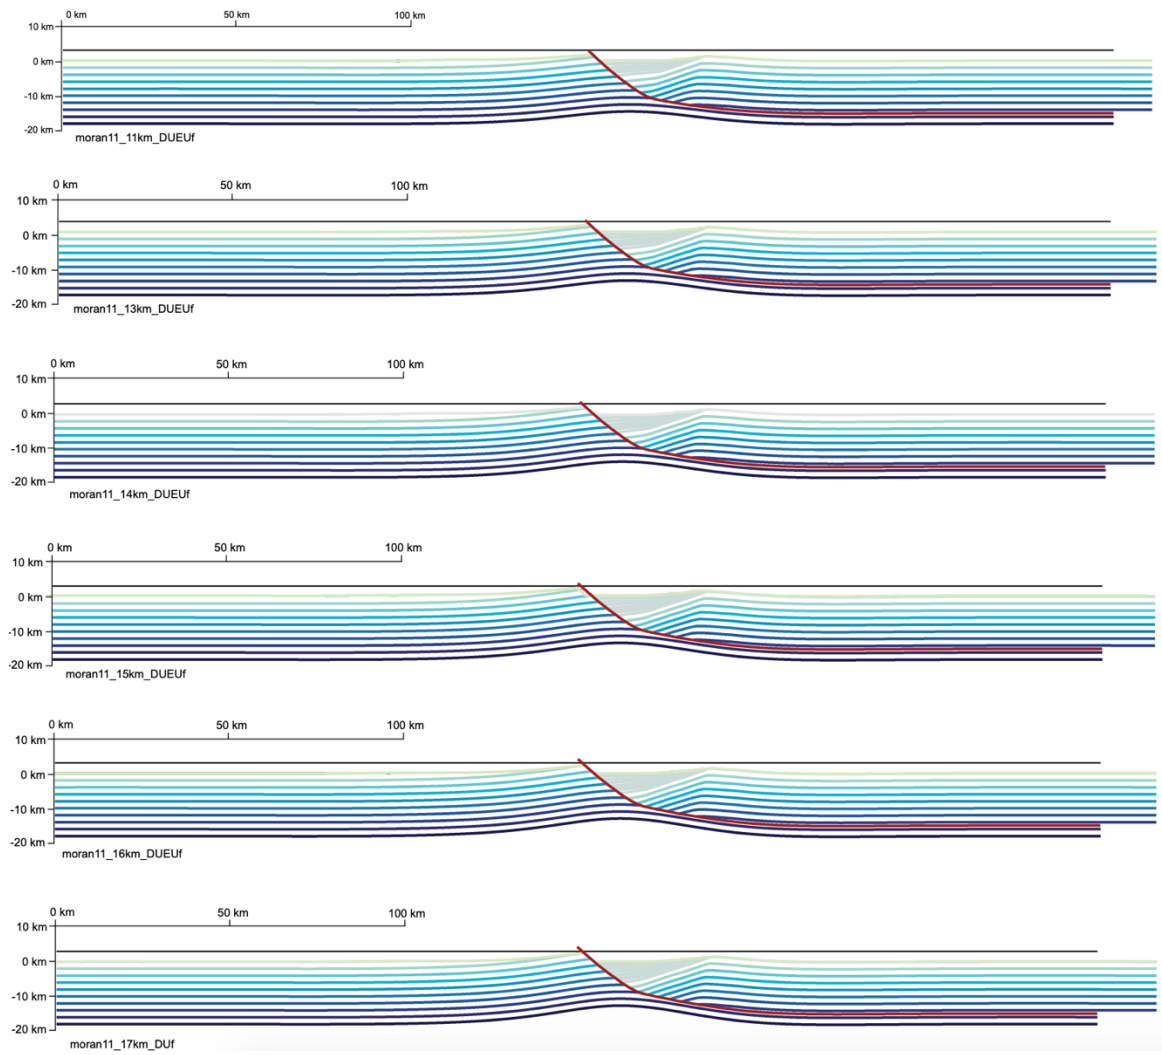 0 km 50 km 100 km
10 km
0 km
-10 km
-20 km
moran11_11km_DUEUf
0 km 50 km 100 km
10 km
0 km
-10 km
-20 km
moran11_13km_DUEUf
0 km 50 km 100 km
10 km
0 km
-10 km
-20 km
moran11_14km_DUEUf
0 km 50 km 100 km
10 km
0 km
-10 km
-20 km
moran11_15km_DUEUf
0 km 50 km 100 km
10 km
0 km
-10 km
-20 km
moran11_16km_DUEUf
0 km 50 km 100 km
10 km
0 km
-10 km
-20 km
moran11_17km_DUf